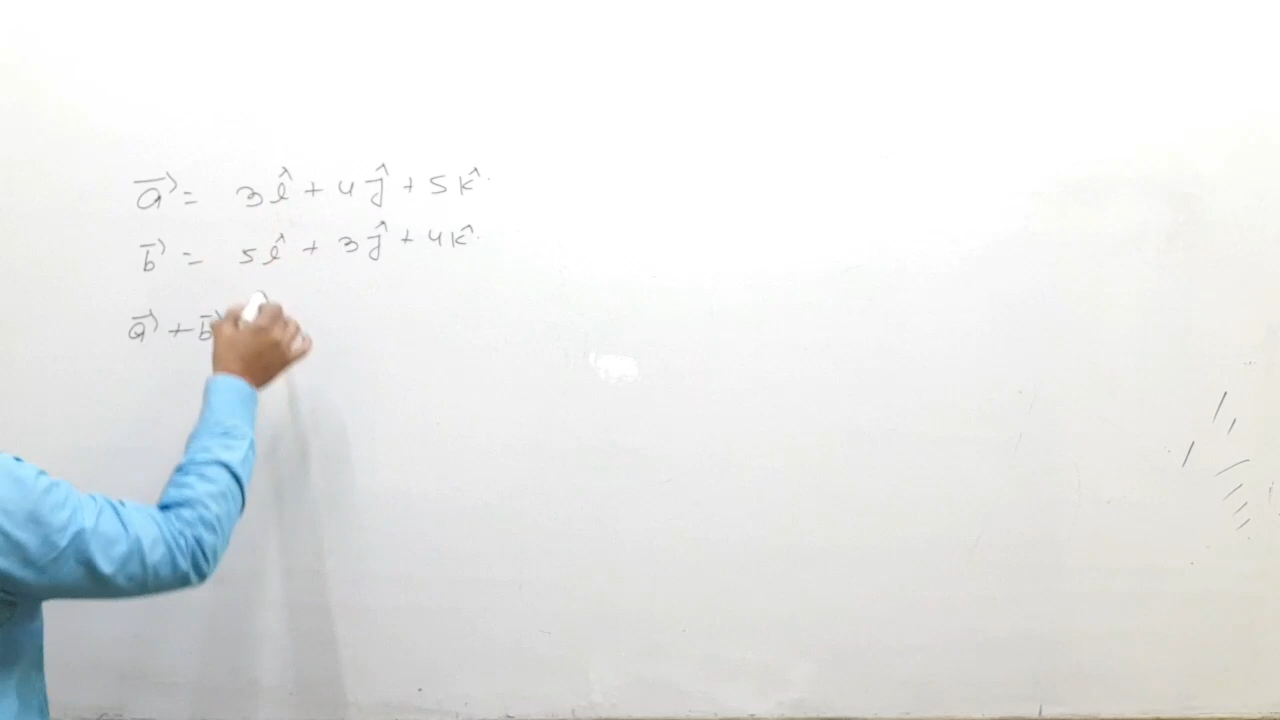 a⃗ = 3î + 4ĵ + 5k̂
b⃗ = 5î + 3ĵ + 4k̂
a⃗ + b⃗